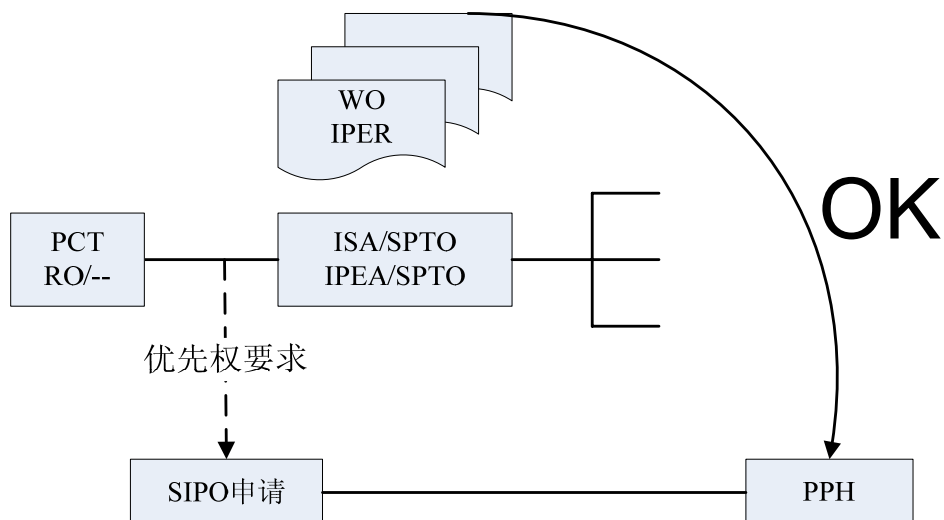 WO
IPER
OK
PCT
RO/--
ISA/SPTO
IPEA/SPTO
优先权要求
SIPO申请
PPH